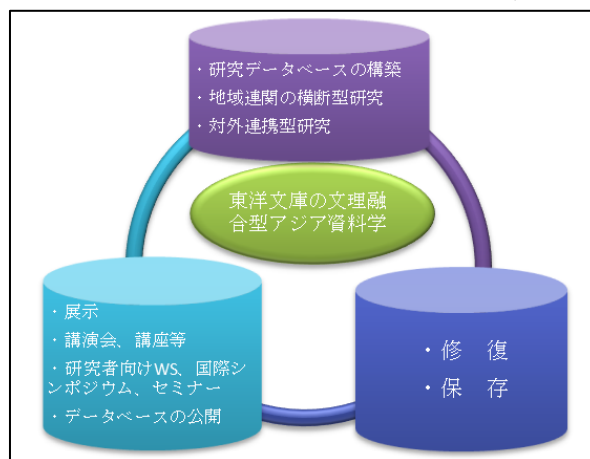 ・研究データベースの構築
・地域連関の横断型研究
・対外連携型研究
東洋文庫の文理融
合型アジア資料学
・展示
・講演会、講座等
・研究者向けWS、国際シ
ンポジウム、セミナー
・データベースの公開
・修　復
・保　存